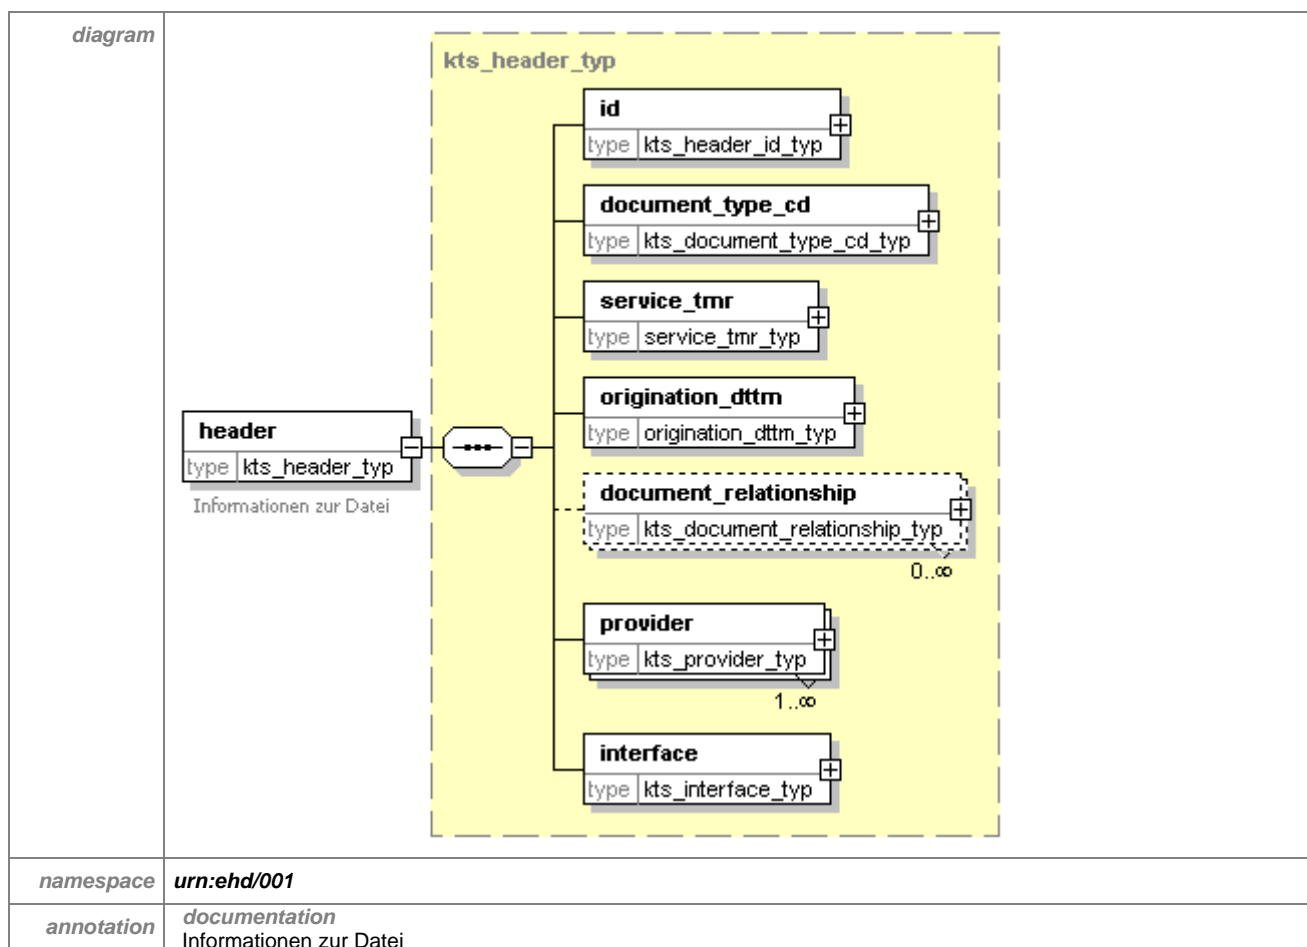 diagram
kts_header_typ
id
type kts_header_id_typ
document_type_cd
type kts_document_type_cd_typ
service_tmr
type service_tmr_typ
origination_dttm
type origination_dttm_typ
header
type kts_header_typ
Informationen zur Datei
document_relationship
type kts_document_relationship_typ
0..∞
provider
type kts_provider_typ
1..∞
interface
type kts_interface_typ
namespace urn:ehd/001
annotation documentation
Informationen zur Datei